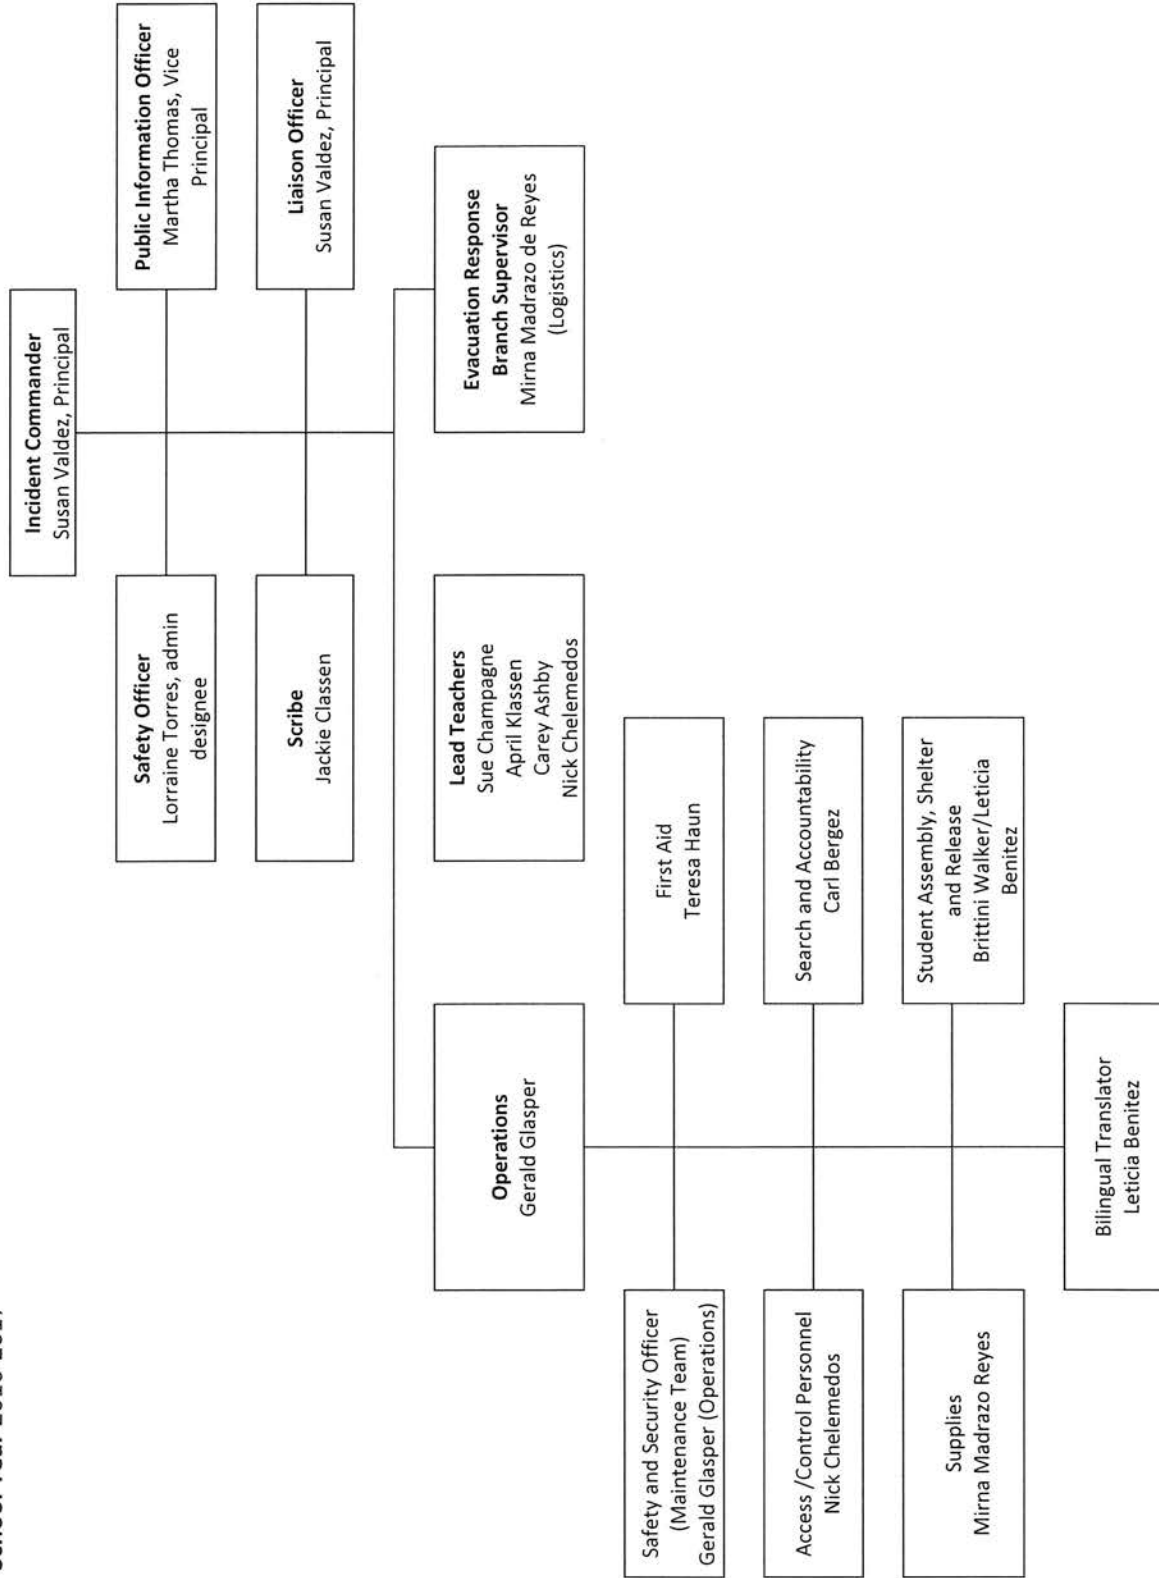 School Year 2016-2017
Incident Commander
Susan Valdez, Principal
Safety Officer
Lorraine Torres, admin
designee
Public Information Officer
Martha Thomas, Vice
Principal
Scribe
Jackie Classen
Liaison Officer
Susan Valdez, Principal
Operations
Gerald Glasper
Lead Teachers
Sue Champagne
April Klassen
Carey Ashby
Nick Chelemedos
Evacuation Response
Branch Supervisor
Mirna Madrazo de Reyes
(Logistics)
Safety and Security Officer
(Maintenance Team)
Gerald Glasper (Operations)
First Aid
Teresa Haun
Access /Control Personnel
Nick Chelemedos
Search and Accountability
Carl Bergez
Supplies
Mirna Madrazo Reyes
Student Assembly, Shelter
and Release
Brittini Walker/Leticia
Benitez
Bilingual Translator
Leticia Benitez